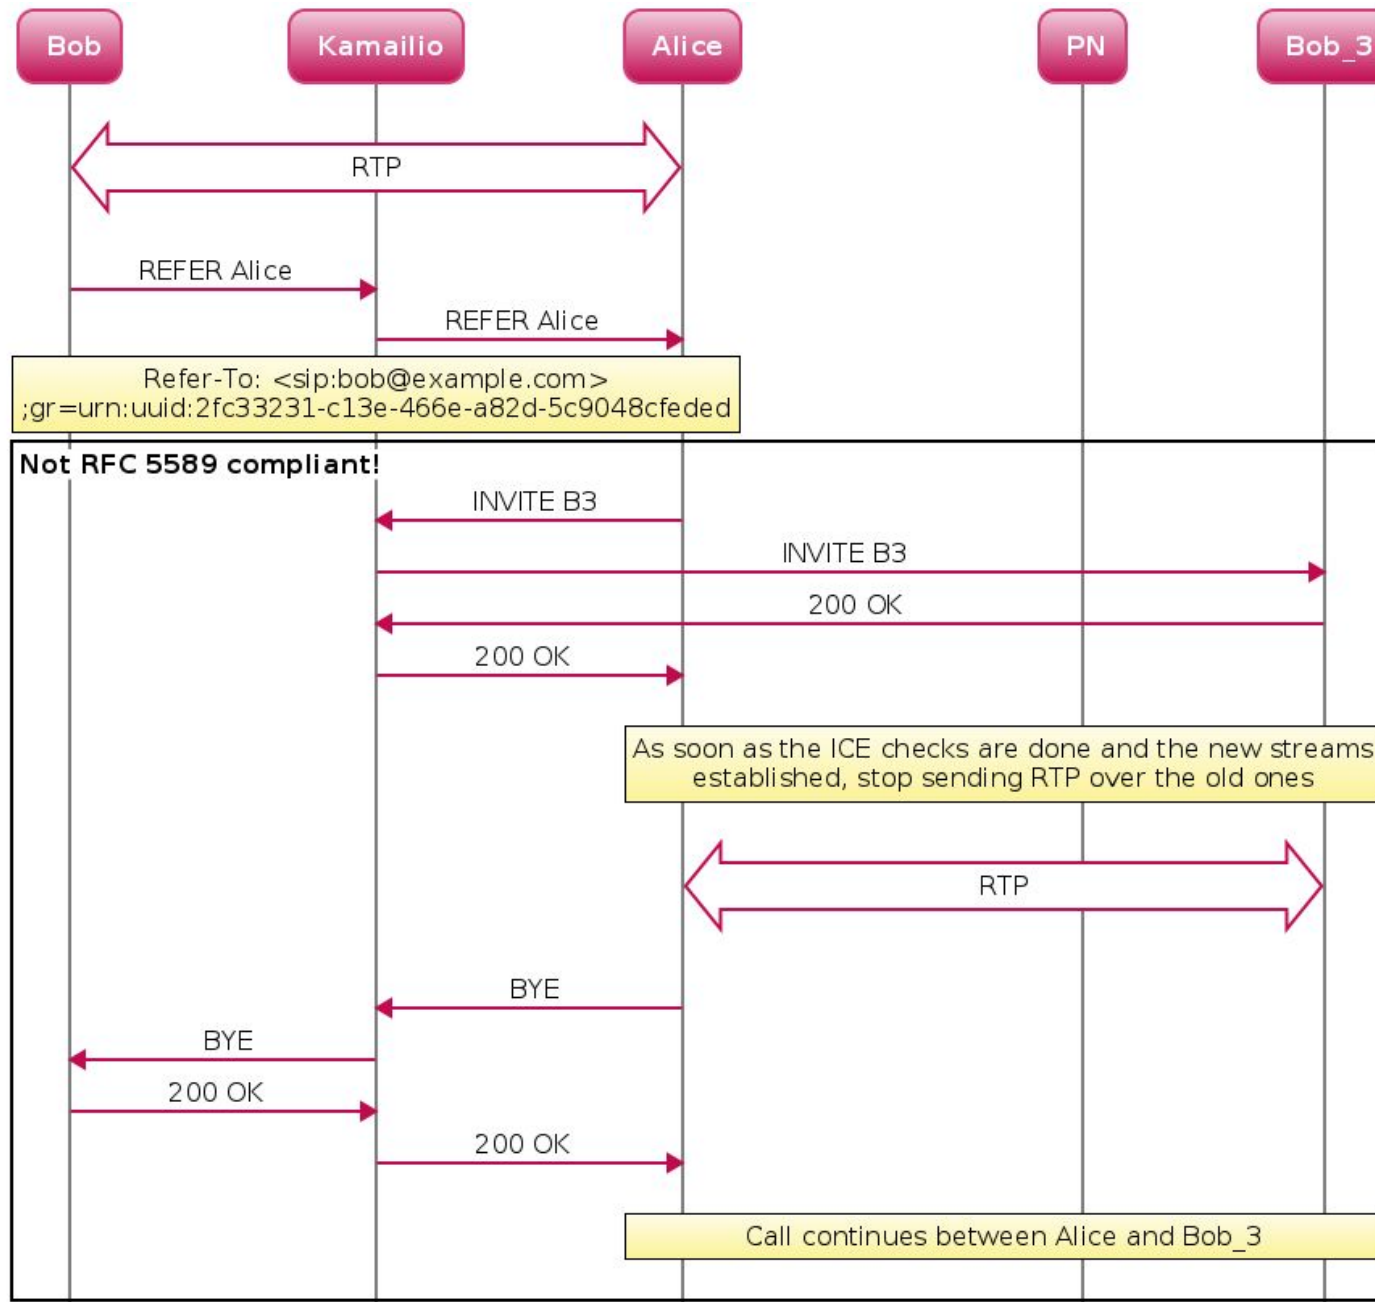 Bob
Kamailio
Alice
PN
Bob_3
RTP
REFER Alice
REFER Alice
Refer-To: <sip:bob@example.com>
;gr=urn:uuid:2fc33231-c13e-466e-a82d-5c9048cfeded
Not RFC 5589 compliant!
INVITE B3
INVITE B3
200 OK
200 OK
As soon as the ICE checks are done and the new streams
established, stop sending RTP over the old ones
RTP
BYE
BYE
200 OK
200 OK
Call continues between Alice and Bob_3